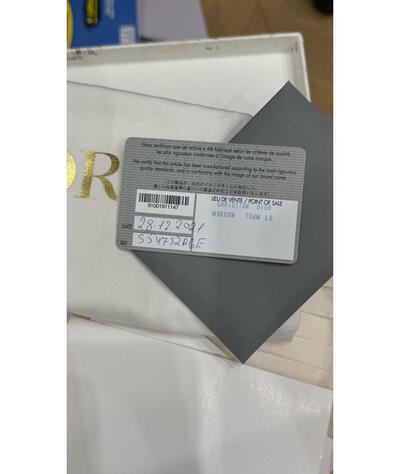 OR
Nous certifions que cet article a été fabriqué selon les critères de qualité
les plus rigoureux conformes à l'image de notre marque.
We certify that this article has been manufactured according to the most rigorous
quality standards, and in conformity with the image of our brand name.
LIEU DE VENTE / POINT OF SALE
CHRISTIAN DIOR
MOSCOW TSUM LG
91001911147
DATE 28.12.2021
REF.